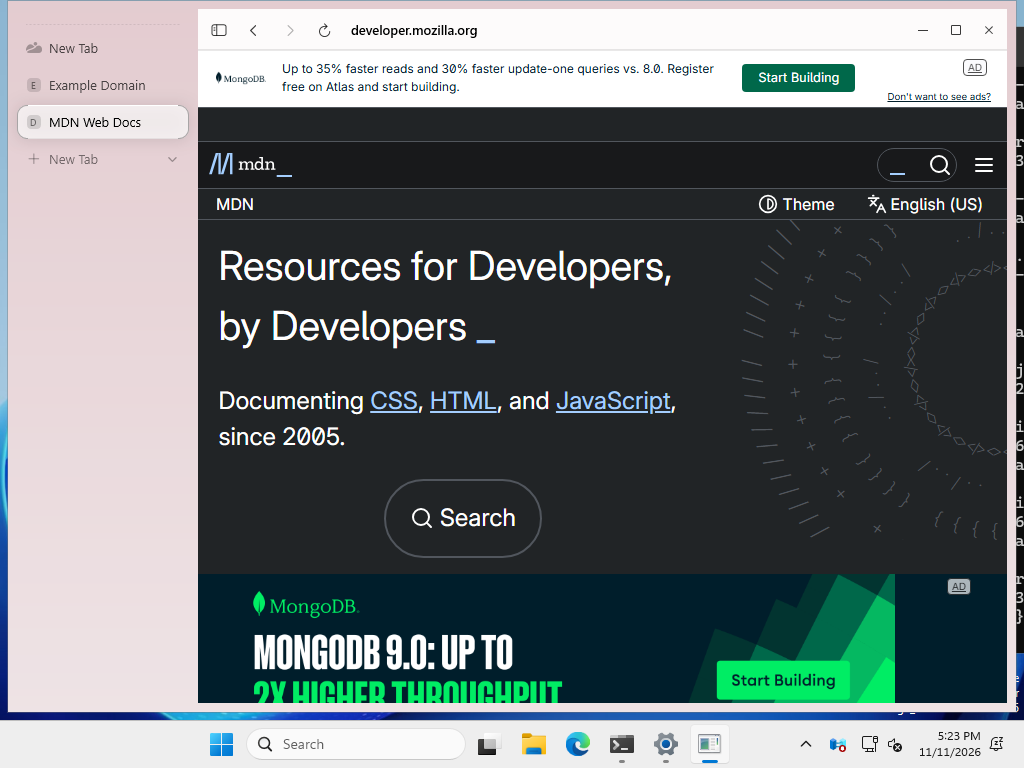 New Tab
E Example Domain
D MDN Web Docs
New Tab
developer.mozilla.org
MongoDB.
Up to 35% faster reads and 30% faster update-one queries vs. 8.0. Register
free on Atlas and start building.
Start Building
AD
Don't want to see ads?
mdn_
MDN
Theme
English (US)
Resources for Developers,
by Developers _
Documenting CSS, HTML, and JavaScript,
since 2005.
Search
MongoDB.
AD
MONGODB 9.0: UP TO
2X HIGHER THROUGHPUT
Start Building
Search
5:23 PM
11/11/2026